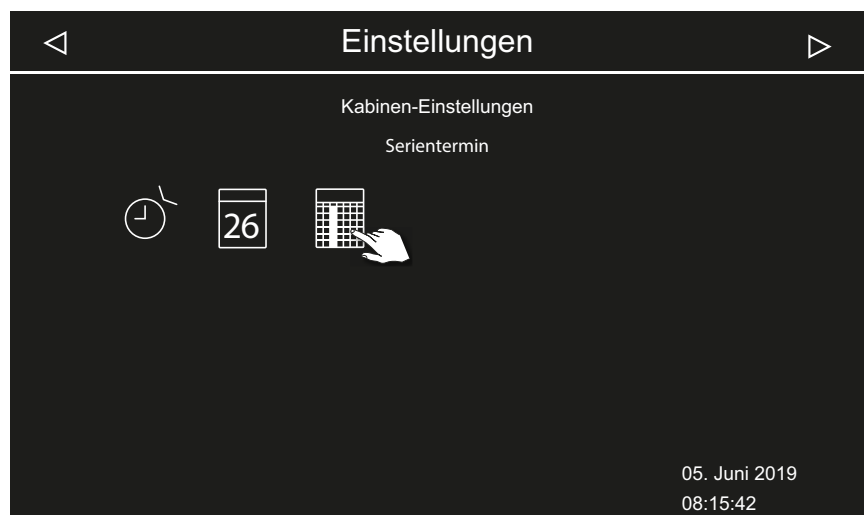 Einstellungen
Kabinen-Einstellungen
Serientermin
26
05. Juni 2019
08:15:42